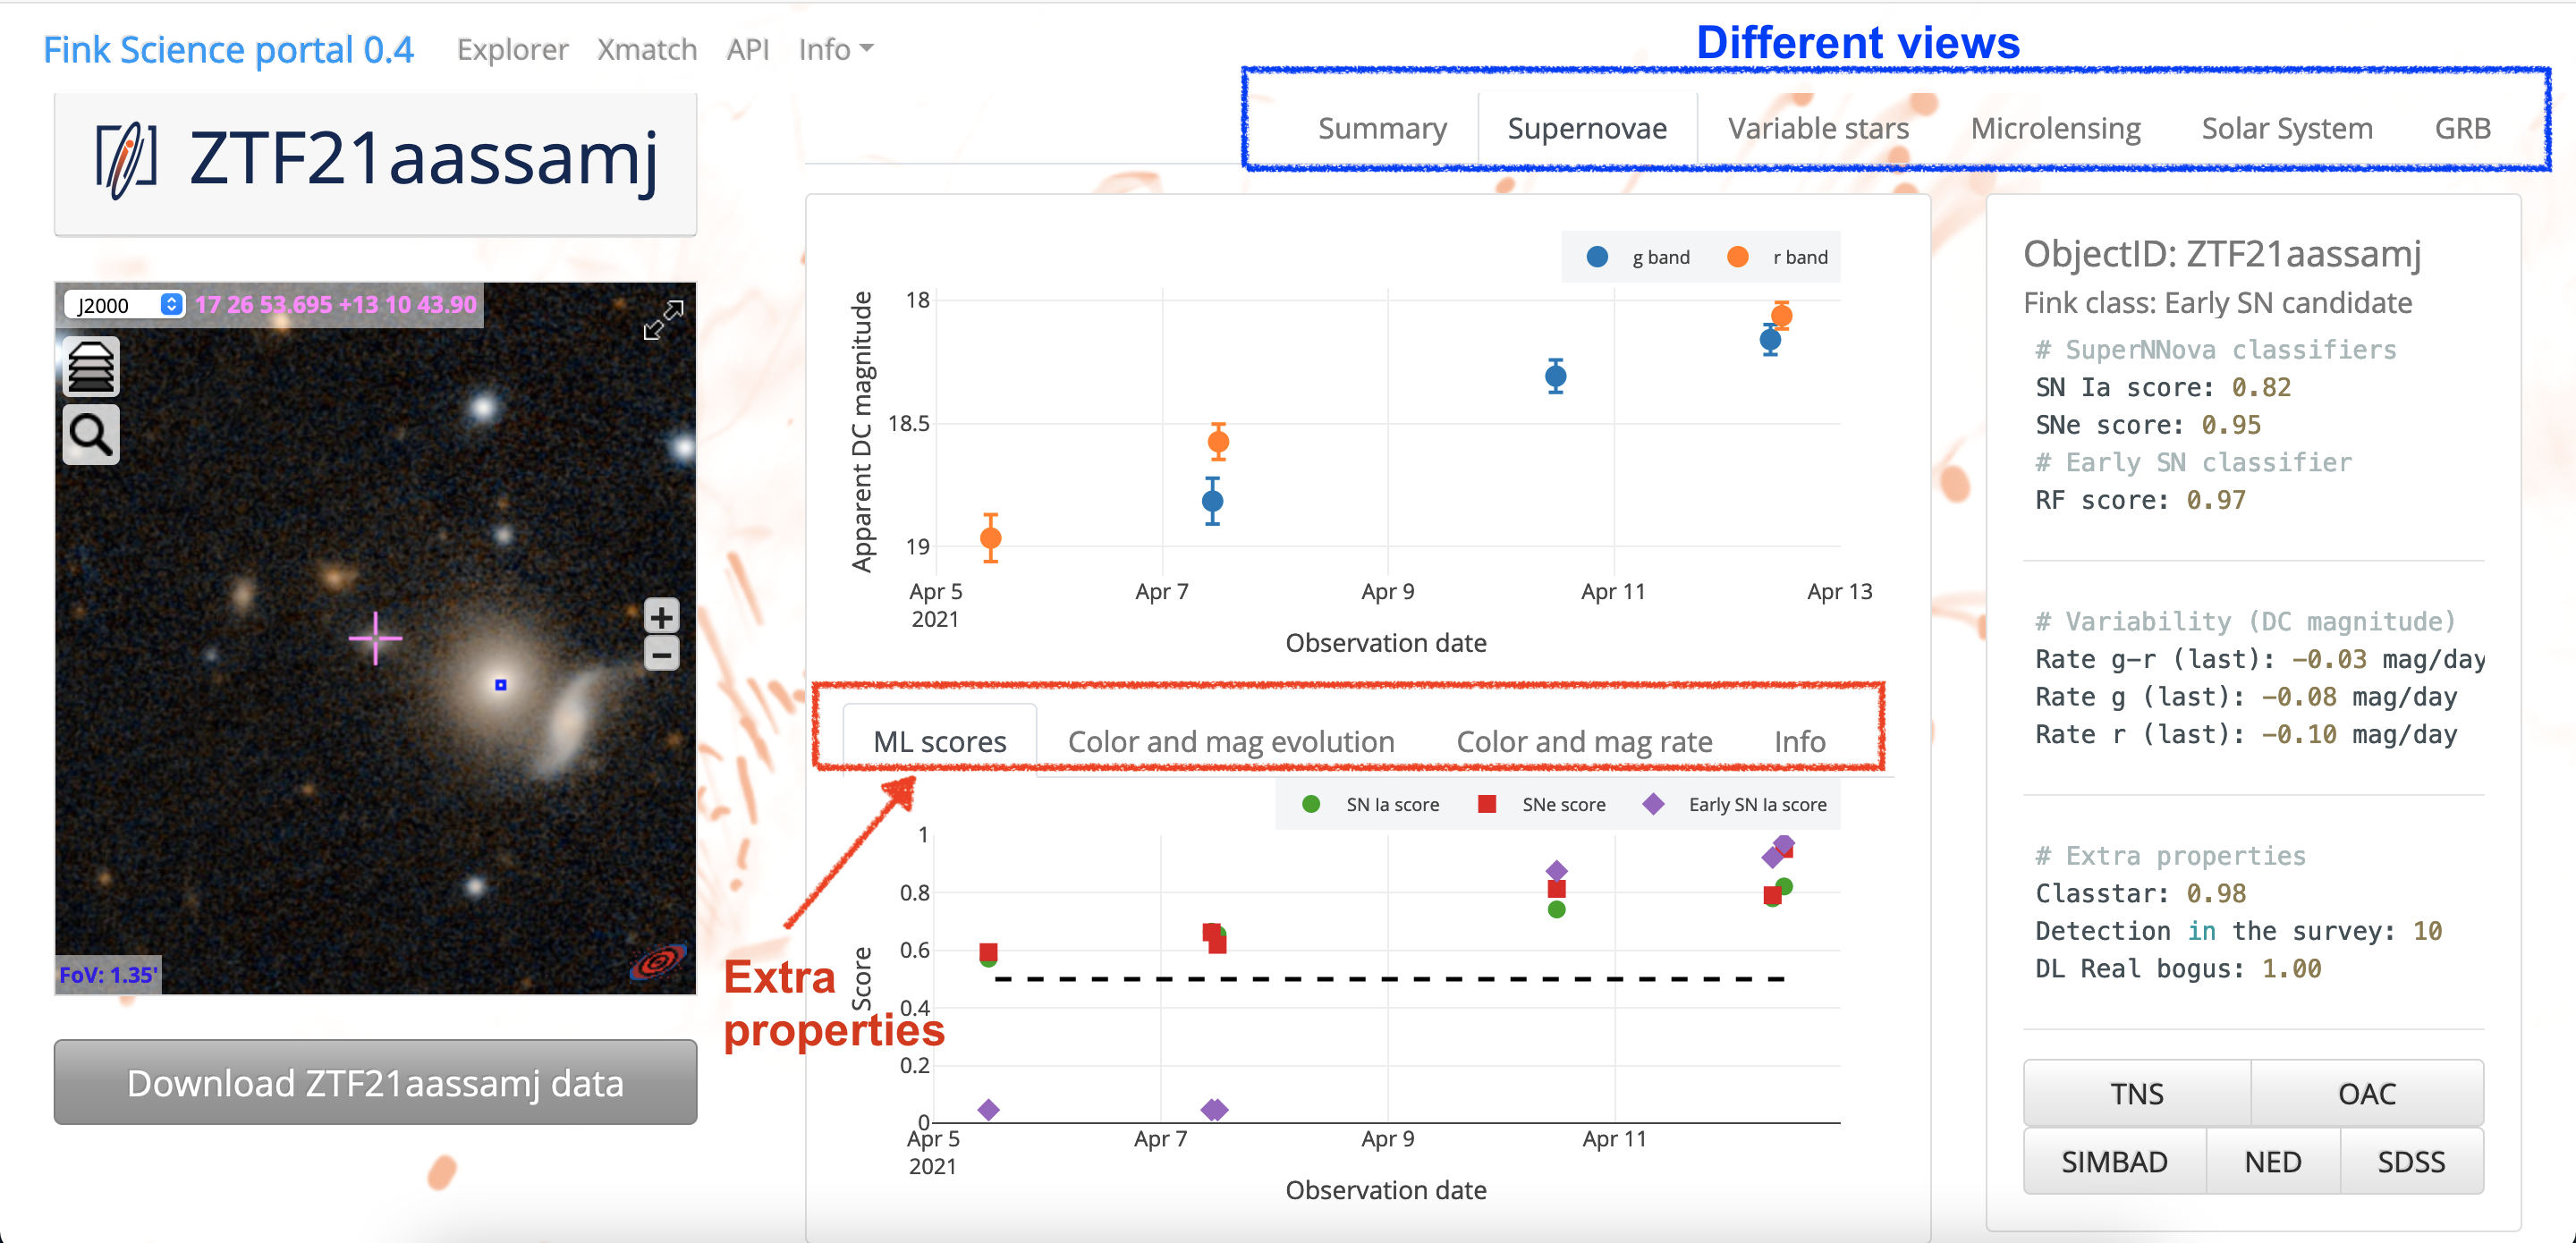 Fink Science portal 0.4 Explorer Xmatch API Info
Different views
Summary Supernovae Variable stars Microlensing Solar System GRB
ZTF21aassamj
J2000 17 26 53.695 +13 10 43.90
FoV: 1.35'
Download ZTF21aassamj data
g band r band
Apparent DC magnitude
18
18.5
19
Apr 5 Apr 7 Apr 9 Apr 11 Apr 13
2021
Observation date
ML scores Color and mag evolution Color and mag rate Info
Extra
properties
SN Ia score SNe score Early SN Ia score
Score
1
0.8
0.6
0.4
0.2
0
Apr 5 Apr 7 Apr 9 Apr 11
2021
Observation date
ObjectID: ZTF21aassamj
Fink class: Early SN candidate
# SuperNNova classifiers
SN Ia score: 0.82
SNe score: 0.95
# Early SN classifier
RF score: 0.97
# Variability (DC magnitude)
Rate g-r (last): -0.03 mag/day
Rate g (last): -0.08 mag/day
Rate r (last): -0.10 mag/day
# Extra properties
Classtar: 0.98
Detection in the survey: 10
DL Real bogus: 1.00
TNS OAC
SIMBAD NED SDSS